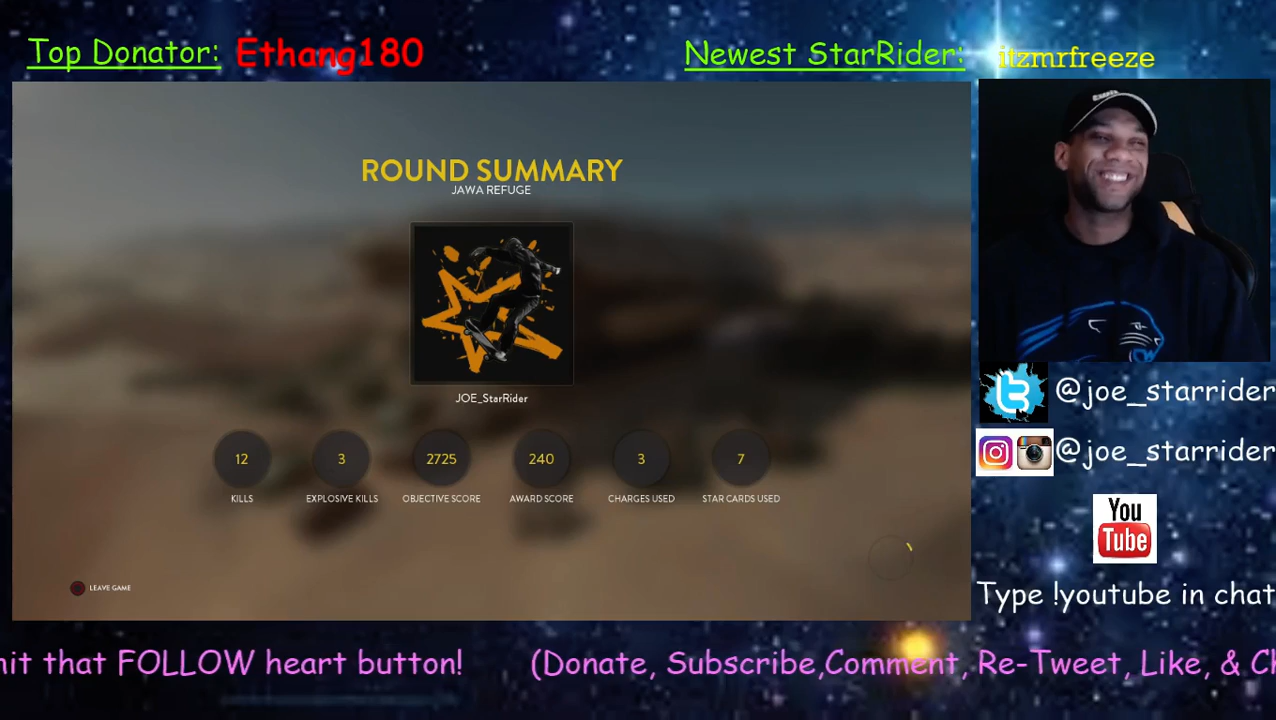 Top Donator: Ethang180
Newest StarRider: itzmrfreeze
ROUND SUMMARY
JAWA REFUGE
JOE_StarRider
12 3 2725 240 3 7
KILLS EXPLOSIVE KILLS OBJECTIVE SCORE AWARD SCORE CHARGES USED STAR CARDS USED
LEAVE GAME
@joe_starrider
@joe_starrider
You
Tube
Type !youtube in chat
hit that FOLLOW heart button! (Donate, Subscribe,Comment, Re-Tweet, Like, & Ch